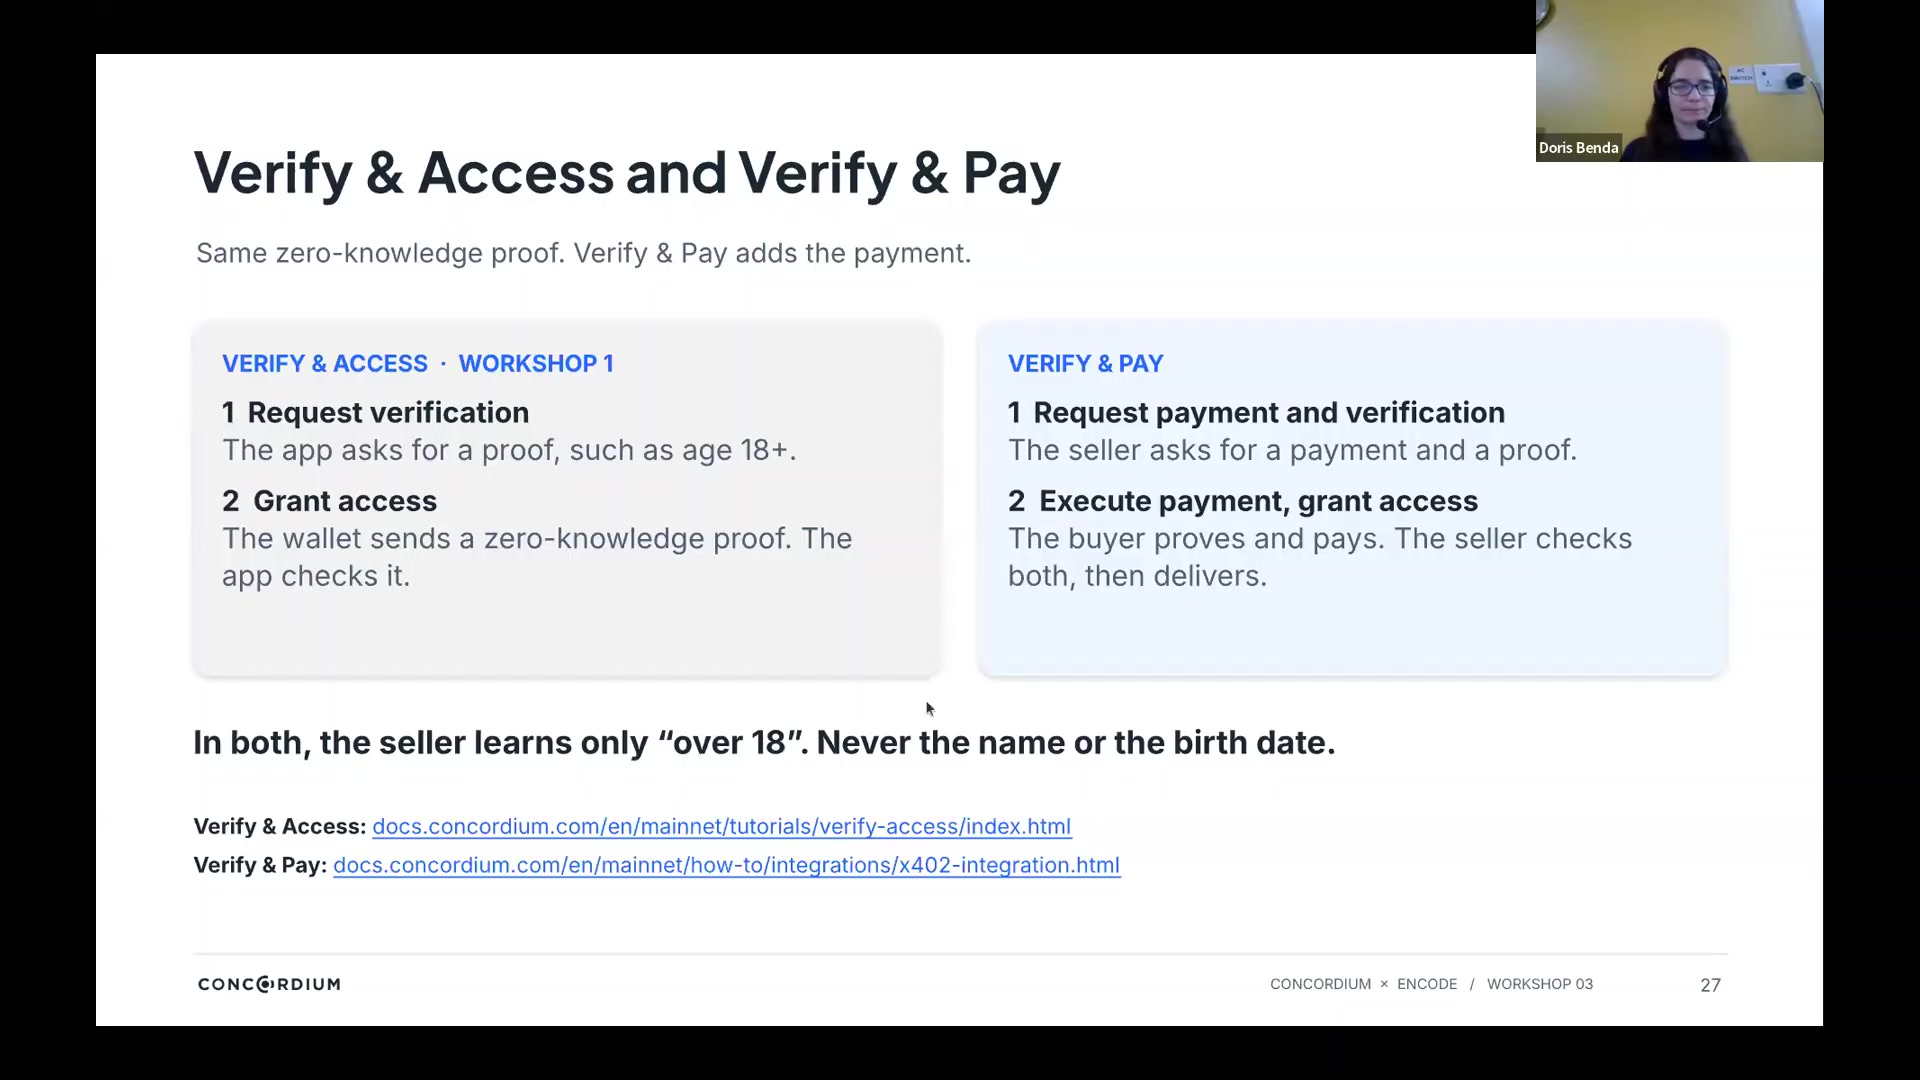 Doris Benda
Verify & Access and Verify & Pay
Same zero-knowledge proof. Verify & Pay adds the payment.
VERIFY & ACCESS · WORKSHOP 1
1 Request verification
The app asks for a proof, such as age 18+.
2 Grant access
The wallet sends a zero-knowledge proof. The
app checks it.
VERIFY & PAY
1 Request payment and verification
The seller asks for a payment and a proof.
2 Execute payment, grant access
The buyer proves and pays. The seller checks
both, then delivers.
In both, the seller learns only “over 18”. Never the name or the birth date.
Verify & Access: docs.concordium.com/en/mainnet/tutorials/verify-access/index.html
Verify & Pay: docs.concordium.com/en/mainnet/how-to/integrations/x402-integration.html
CONCORDIUM
CONCORDIUM × ENCODE / WORKSHOP 03
27